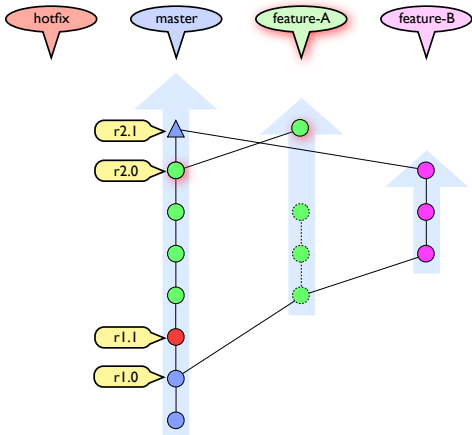 hotfix
master
feature-A
feature-B
r2.1
r2.0
r1.1
r1.0